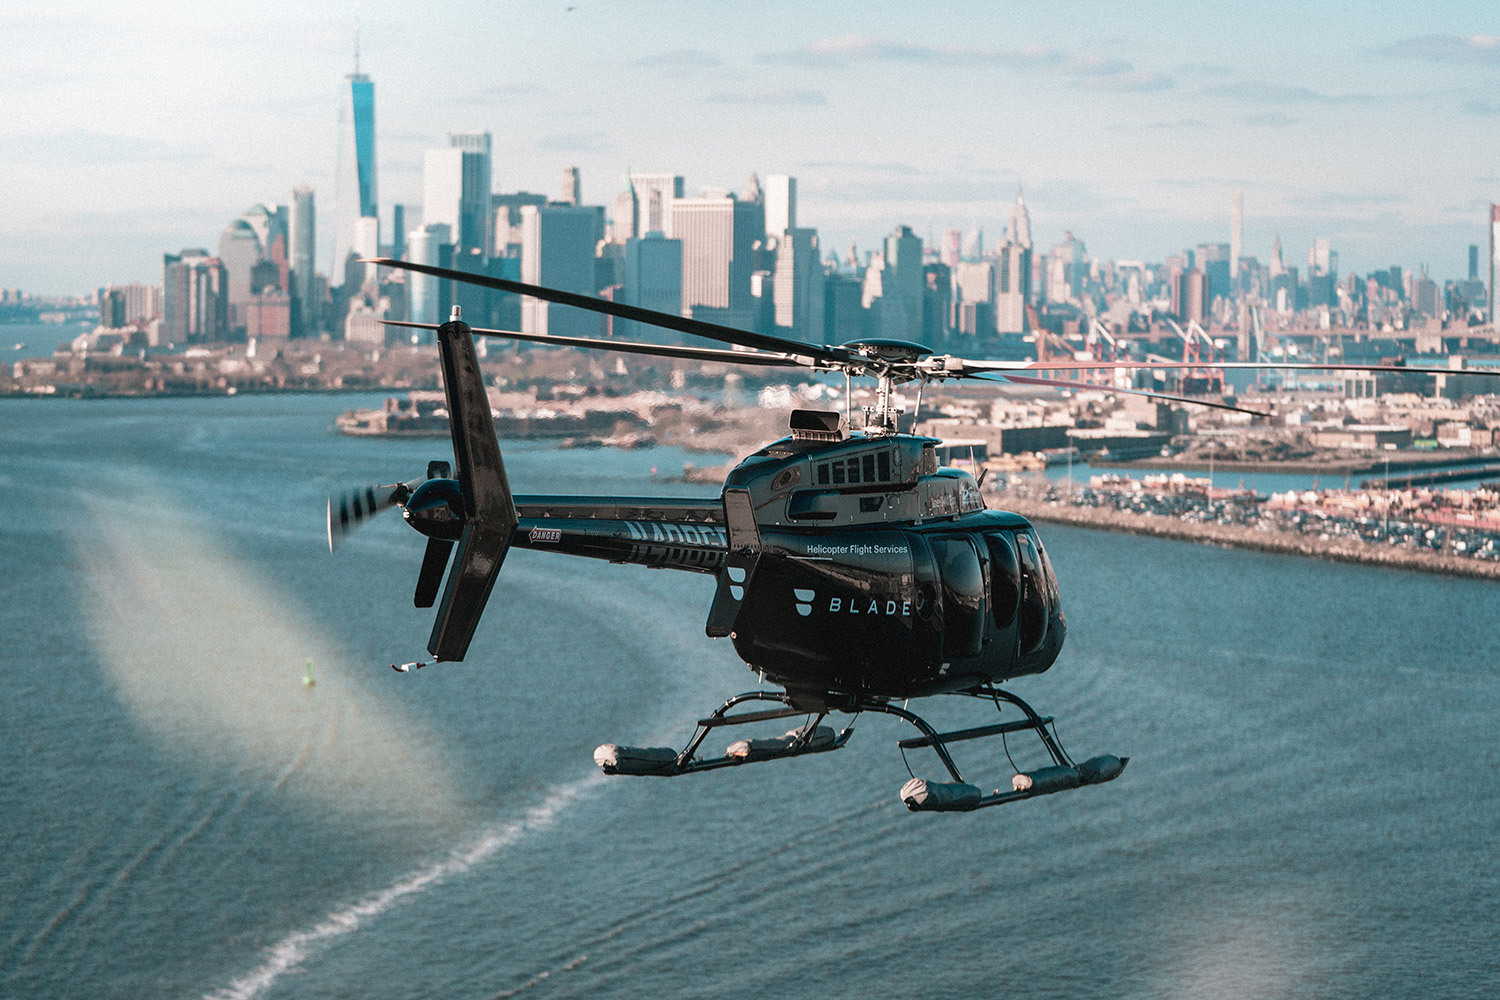 DANGER
Helicopter Flight Services
BLADE